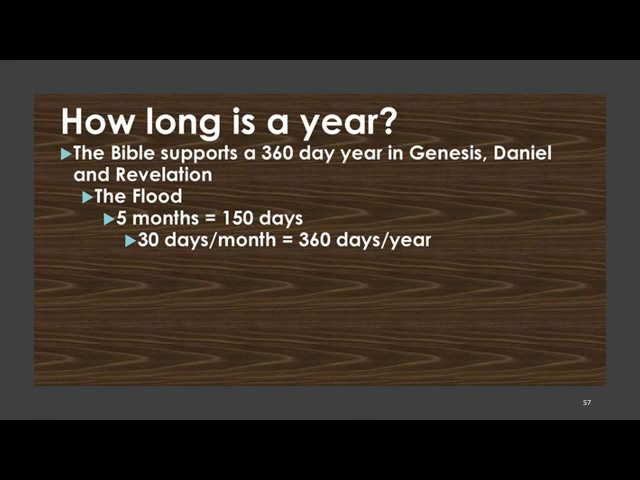 How long is a year?
The Bible supports a 360 day year in Genesis, Daniel
and Revelation
The Flood
5 months = 150 days
30 days/month = 360 days/year
57